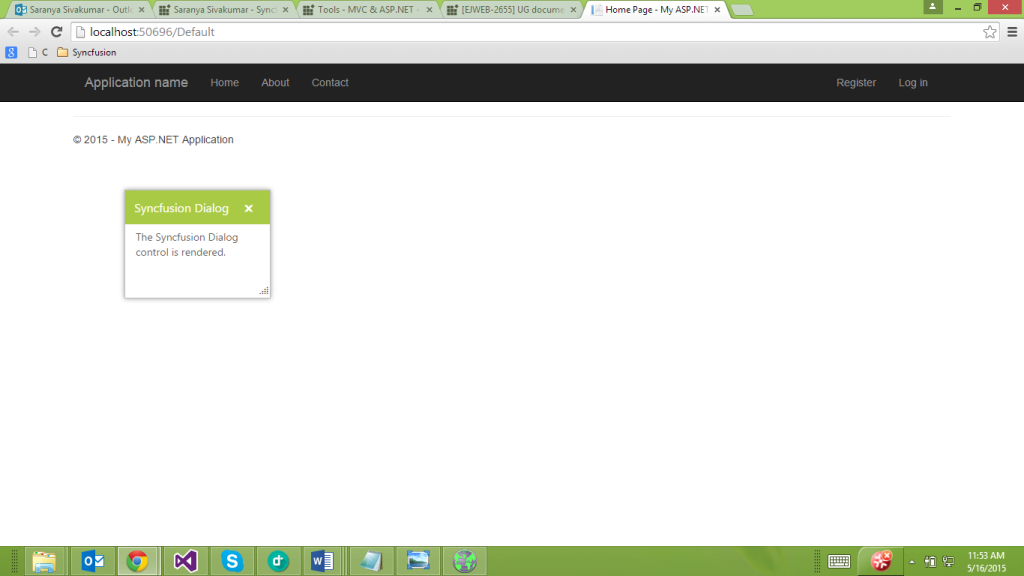 Saranya Sivakumar - Outl
Saranya Sivakumar - Sync
Tools - MVC & ASP.NET -
[EJWEB-2655] UG docume
Home Page - My ASP.NET
localhost:50696/Default
8 C Syncfusion
Application name Home About Contact Register Log in
© 2015 - My ASP.NET Application
Syncfusion Dialog
The Syncfusion Dialog
control is rendered.
11:53 AM
5/16/2015